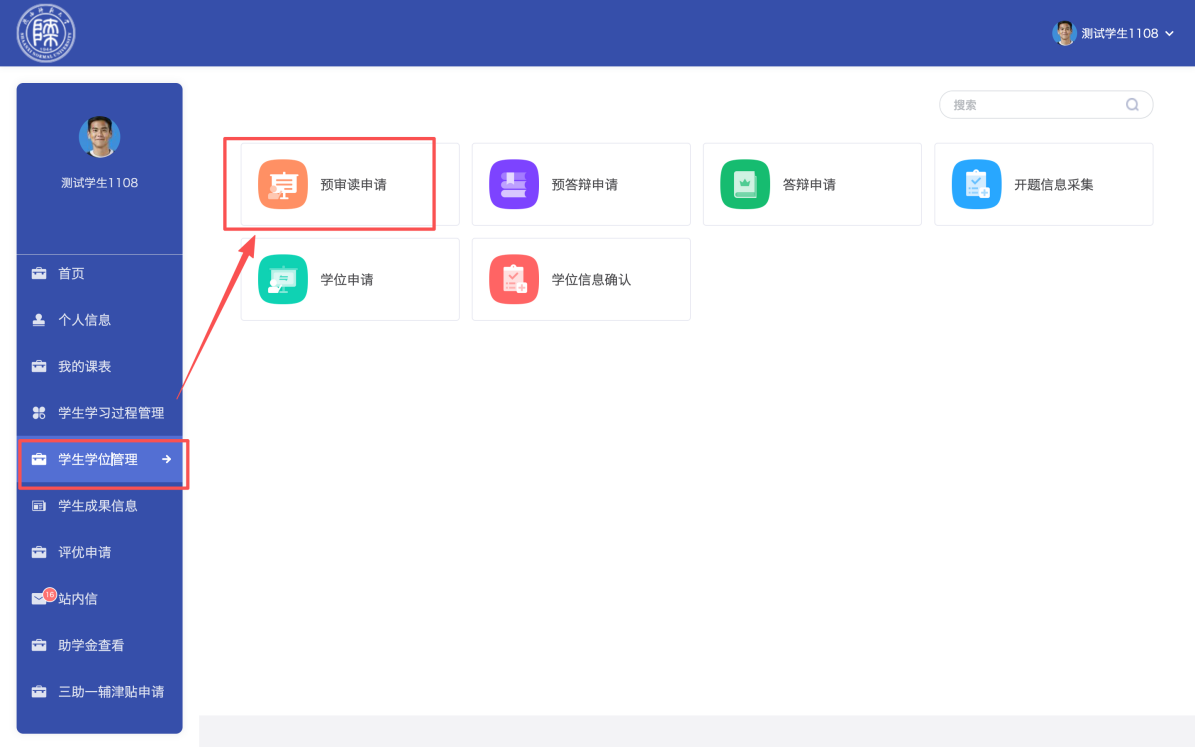 测试学生1108
测试学生1108
首页
个人信息
我的课表
学生学习过程管理
学生学位管理
学生成果信息
评优申请
16
站内信
助学金查看
三助一辅津贴申请
搜索
预审读申请
预答辩申请
答辩申请
开题信息采集
学位申请
学位信息确认